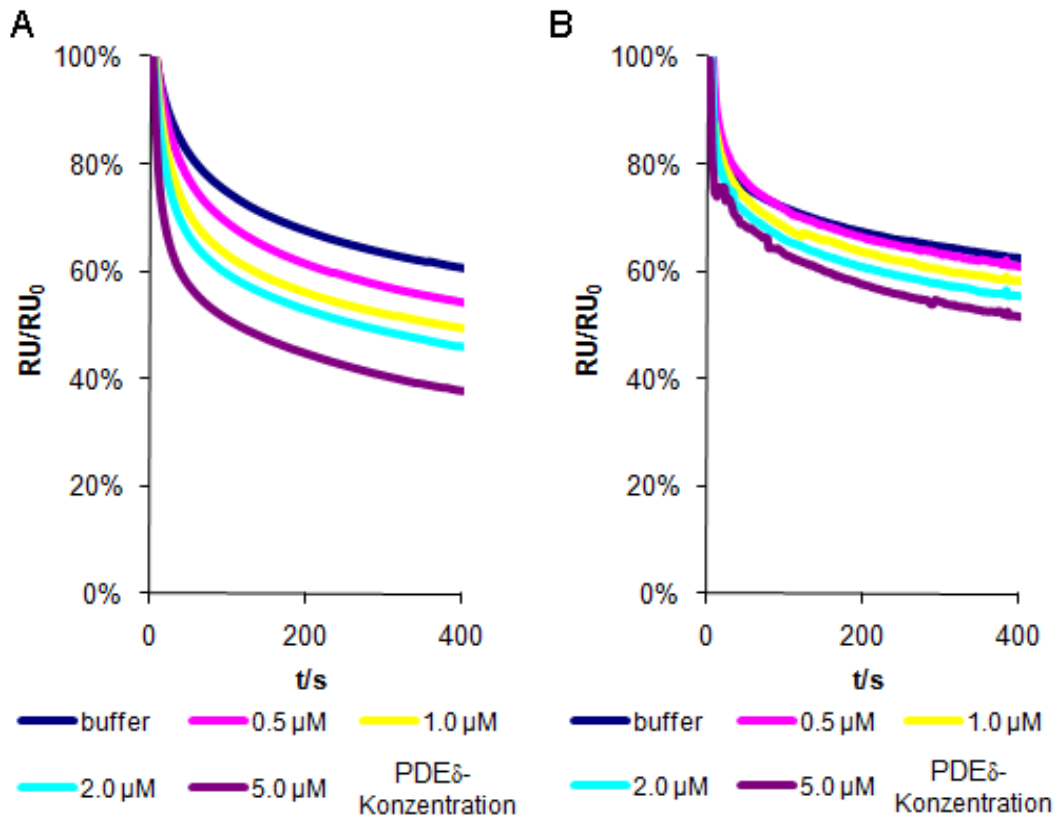 A
B
100%
80%
60%
40%
20%
0%
RU/RU₀
0
200
400
t/s
100%
80%
60%
40%
20%
0%
RU/RU₀
0
200
400
t/s
buffer
0.5 µM
1.0 µM
2.0 µM
5.0 µM
PDEδ-
Konzentration
buffer
0.5 µM
1.0 µM
2.0 µM
5.0 µM
PDEδ-
Konzentration